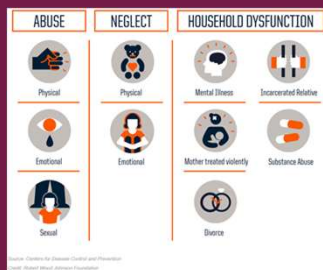 ABUSE
NEGLECT
HOUSEHOLD DYSFUNCTION
Physical
Physical
Mental Illness
Incarcerated Relative
Emotional
Emotional
Mother treated violently
Substance Abuse
Sexual
Divorce
Source: Centers for Disease Control and Prevention
Credit: Robert Wood Johnson Foundation